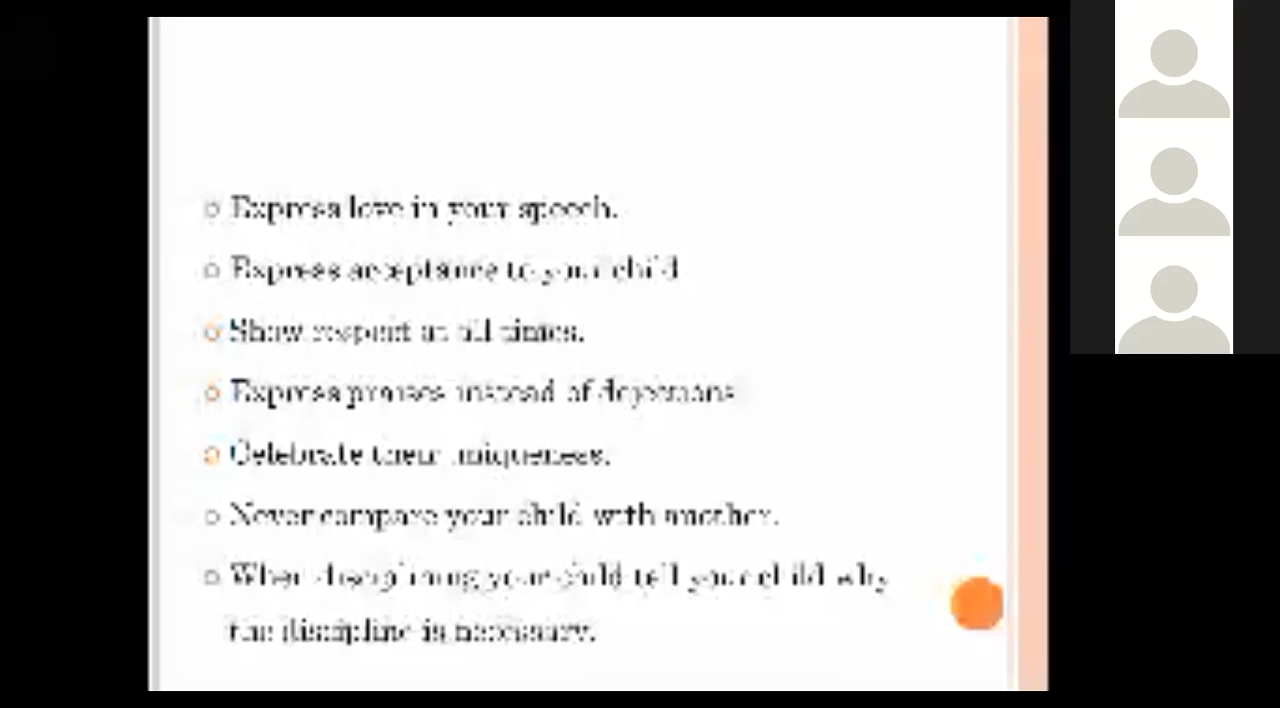 Express love in your speech.
Express acceptance to your child
Show respect at all times.
Express praises instead of
Celebrate their uniqueness.
Never compare your child with another.
When disciplining your child tell your child why
the discipline is necessary.